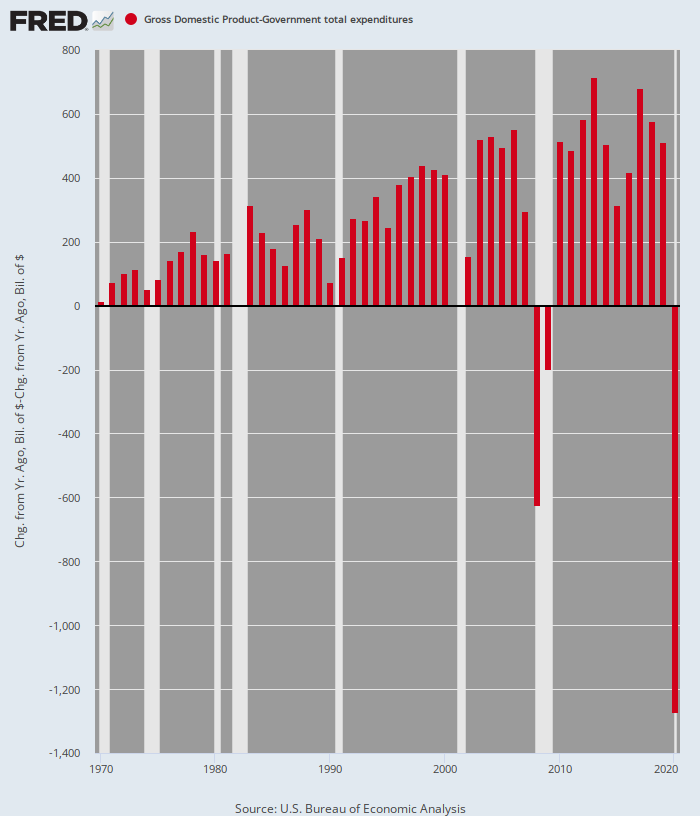 FRED
Gross Domestic Product-Government total expenditures
800
600
400
200
0
-200
-400
-600
-800
-1,000
-1,200
-1,400
Chg. from Yr. Ago, Bil. of $-Chg. from Yr. Ago, Bil. of $
1970 1980 1990 2000 2010 2020
Source: U.S. Bureau of Economic Analysis